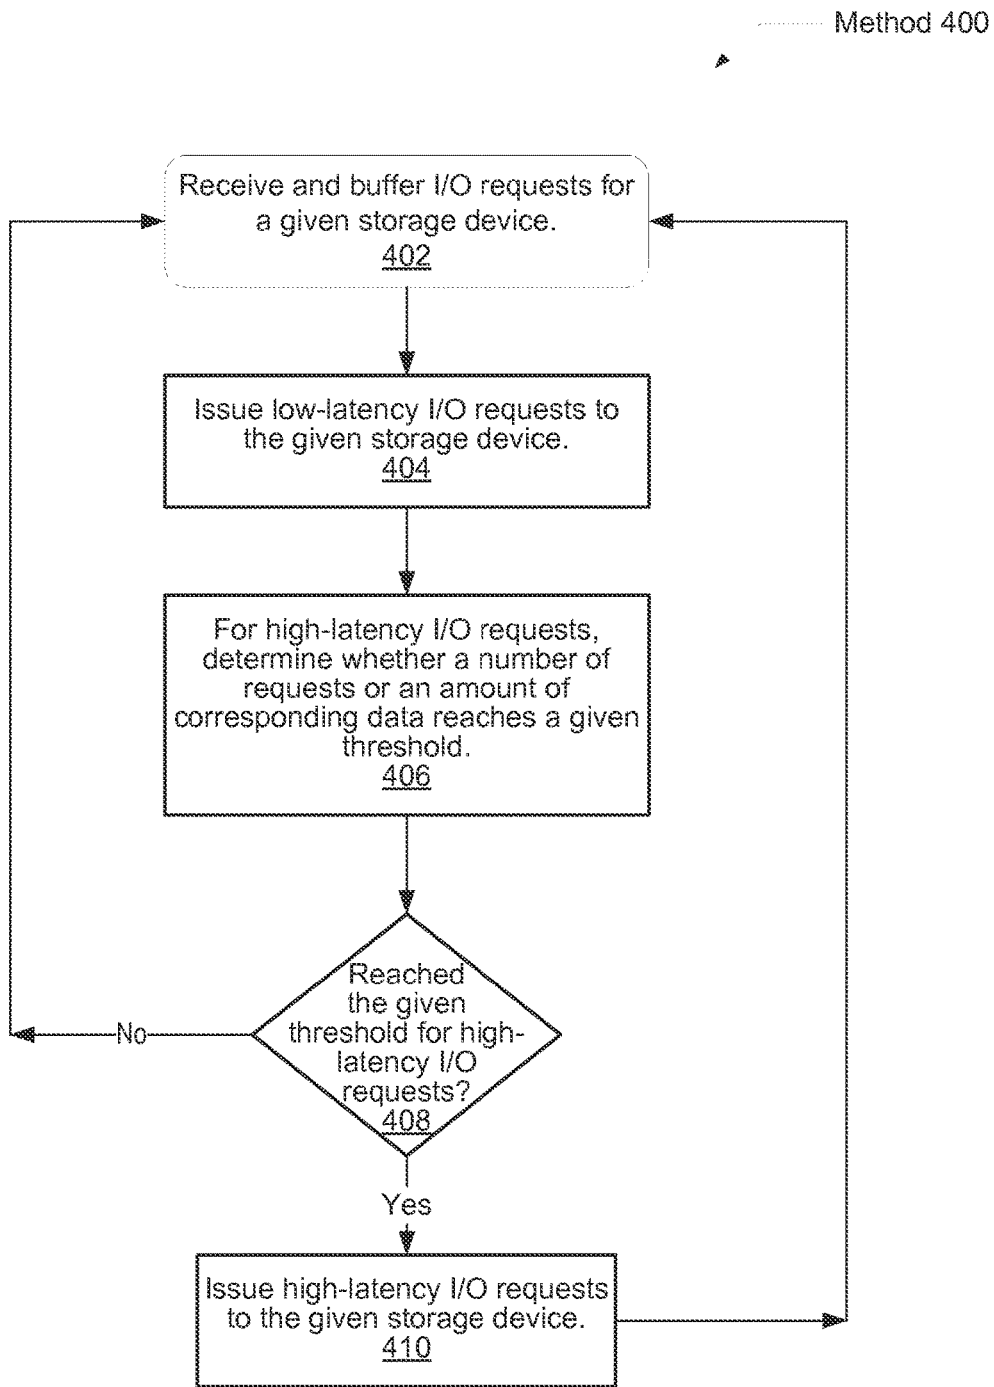 Method 400
Receive and buffer I/O requests for
a given storage device.
402
Issue low-latency I/O requests to
the given storage device.
404
For high-latency I/O requests,
determine whether a number of
requests or an amount of
corresponding data reaches a given
threshold.
406
Reached
the given
threshold for high-
latency I/O
requests?
408
No
Yes
Issue high-latency I/O requests
to the given storage device.
410